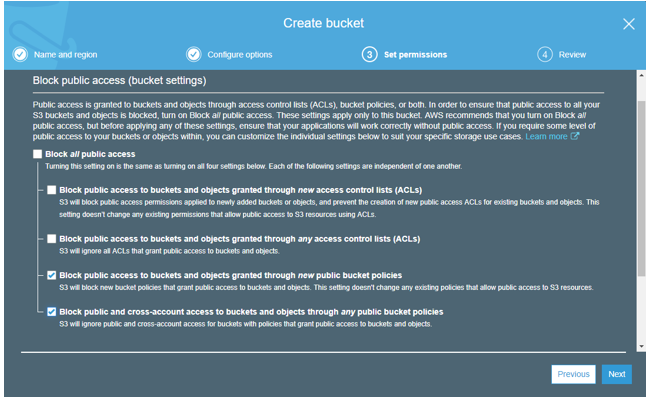 Create bucket
Name and region
Configure options
3 Set permissions
4 Review
Block public access (bucket settings)
Public access is granted to buckets and objects through access control lists (ACLs), bucket policies, or both. In order to ensure that public access to all your
S3 buckets and objects is blocked, turn on Block all public access. These settings apply only to this bucket. AWS recommends that you turn on Block all
public access, but before applying any of these settings, ensure that your applications will work correctly without public access. If you require some level of
public access to your buckets or objects within, you can customize the individual settings below to suit your specific storage use cases. Learn more
Block all public access
Turning this setting on is the same as turning on all four settings below. Each of the following settings are independent of one another.
Block public access to buckets and objects granted through new access control lists (ACLs)
S3 will block public access permissions applied to newly added buckets or objects, and prevent the creation of new public access ACLs for existing buckets and objects. This
setting doesn't change any existing permissions that allow public access to S3 resources using ACLs.
Block public access to buckets and objects granted through any access control lists (ACLs)
S3 will ignore all ACLs that grant public access to buckets and objects.
Block public access to buckets and objects granted through new public bucket policies
S3 will block new bucket policies that grant public access to buckets and objects. This setting doesn't change any existing policies that allow public access to S3 resources.
Block public and cross-account access to buckets and objects through any public bucket policies
S3 will ignore public and cross-account access for buckets with policies that grant public access to buckets and objects.
Previous
Next